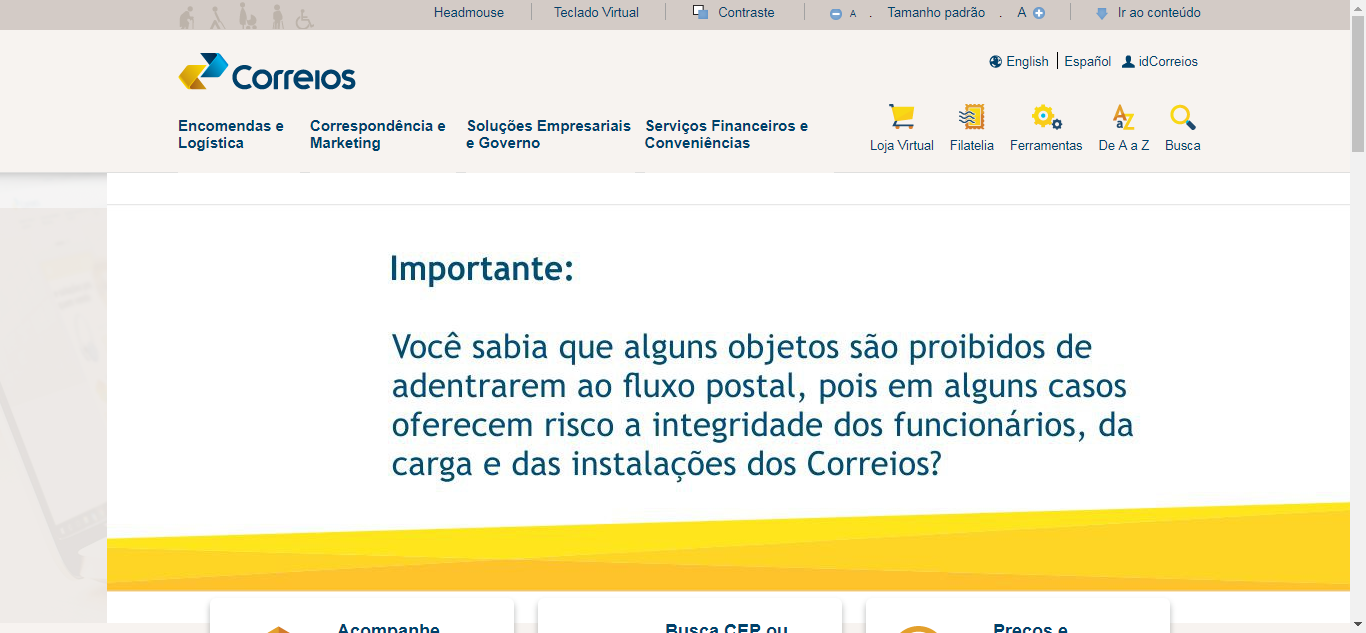 Headmouse
Teclado Virtual
Contraste
A . Tamanho padrão . A
Ir ao conteúdo
Correios
English
Español
idCorreios
Encomendas e
Logística
Correspondência e
Marketing
Soluções Empresariais
e Governo
Serviços Financeiros e
Conveniências
Loja Virtual
Filatelia
Ferramentas
De A a Z
Busca
Importante:
Você sabia que alguns objetos são proibidos de
adentrarem ao fluxo postal, pois em alguns casos
oferecem risco a integridade dos funcionários, da
carga e das instalações dos Correios?
Acompanhe
Busca CEP ou
Preços e